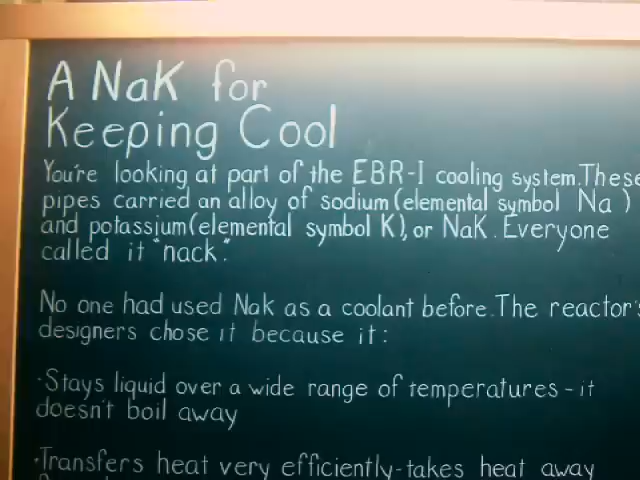 A NaK for
Keeping Cool
You're looking at part of the EBR-I cooling system. These
pipes carried an alloy of sodium (elemental symbol Na)
and potassium (elemental symbol K), or NaK. Everyone
called it "nack".
No one had used Nak as a coolant before. The reactor's
designers chose it because it:
·Stays liquid over a wide range of temperatures - it
doesn't boil away
·Transfers heat very efficiently - takes heat away